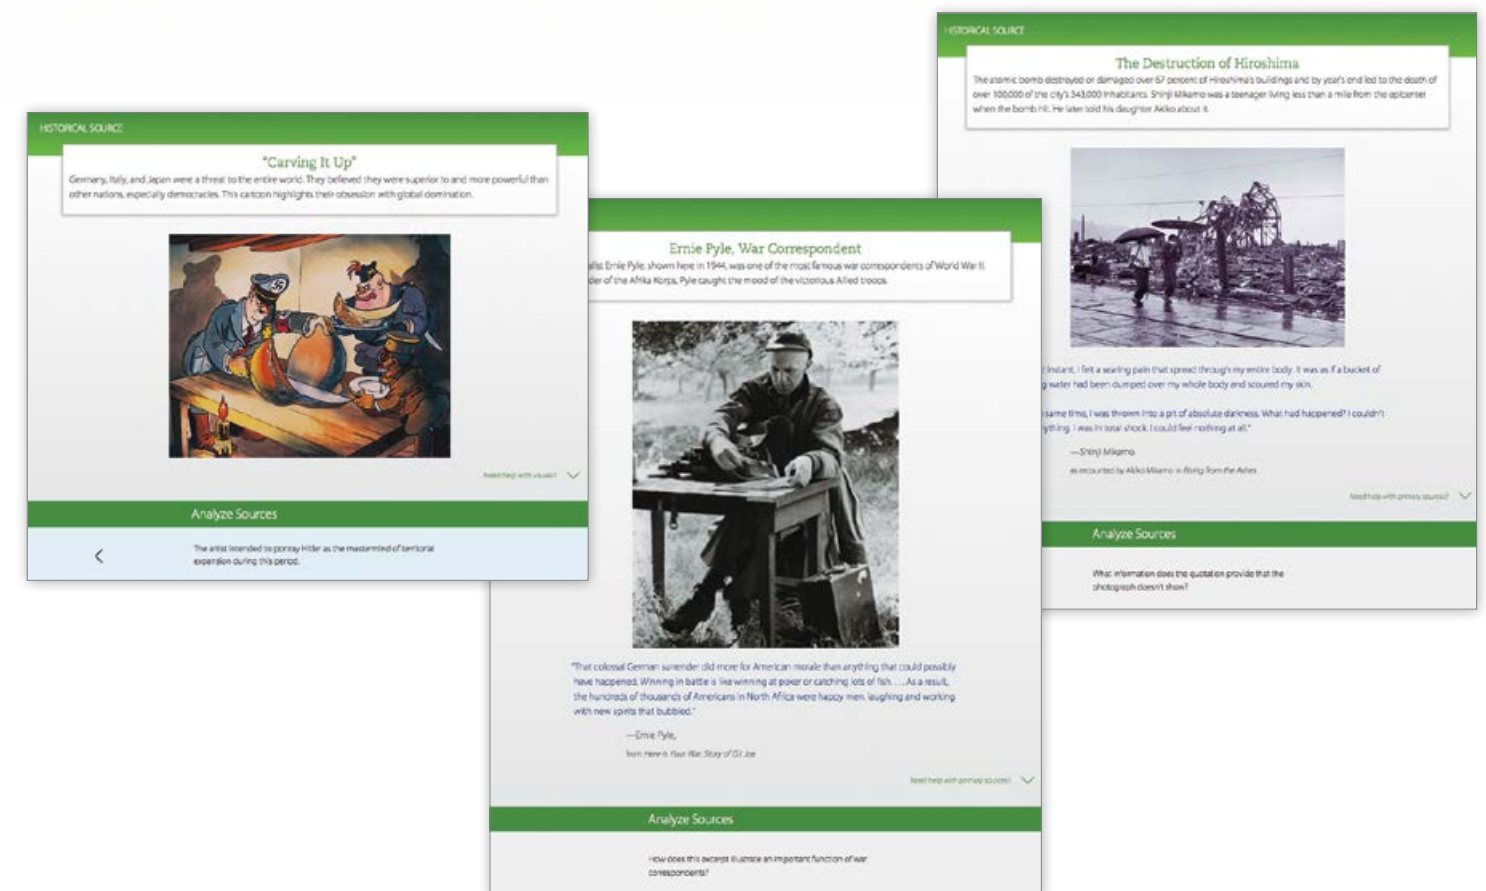 HISTORICAL SOURCE
"Carving It Up"
Germany, Italy, and Japan were a threat to the entire world. They believed they were superior to and more powerful than
other nations, especially democracies. This cartoon highlights their obsession with global domination.
Need help with visuals?
Analyze Sources
The artist intended to portray Hitler as the mastermind of territorial
expansion during this period.
Ernie Pyle, War Correspondent
Ernie Pyle, shown here in 1944, was one of the most famous war correspondents of World War II.
of the Afrika Korps, Pyle caught the mood of the victorious Allied troops.
"That colossal German surrender did more for American morale than anything that could possibly
have happened. Winning in battle is like winning at poker or catching lots of fish. . . . As a result,
the hundreds of thousands of Americans in North Africa were happy men, laughing and working
with new spirits that bubbled."
—Ernie Pyle,
from Here Is Your War: Story of G.I. Joe
Need help with primary sources?
Analyze Sources
How does this excerpt illustrate an important function of war
correspondents?
HISTORICAL SOURCE
The Destruction of Hiroshima
The atomic bomb destroyed or damaged over 67 percent of Hiroshima's buildings and by year's end led to the death of
over 100,000 of the city's 343,000 inhabitants. Shinji Mikamo was a teenager living less than a mile from the epicenter
when the bomb hit. He later told his daughter Akiko about it.
instant, I felt a searing pain that spread through my entire body. It was as if a bucket of
water had been dumped over my whole body and scoured my skin.
same time, I was thrown into a pit of absolute darkness. What had happened? I couldn't
I was in total shock. I could feel nothing at all."
—Shinji Mikamo
as recounted by Akiko Mikamo in Rising from the Ashes
Need help with primary sources?
Analyze Sources
What information does the quotation provide that the
photograph doesn't show?